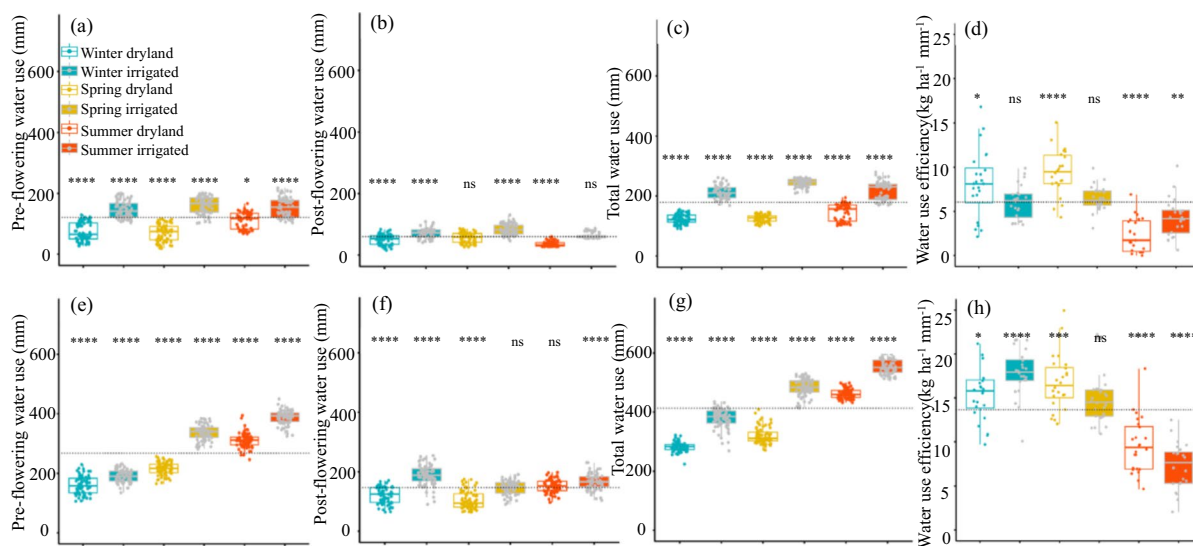 (a)
Pre-flowering water use (mm)
600
400
200
0
Winter dryland
Winter irrigated
Spring dryland
Spring irrigated
Summer dryland
Summer irrigated
**** **** **** **** * ****
(b)
Post-flowering water use (mm)
600
400
200
0
**** **** ns **** **** ns
(c)
Total water use (mm)
600
400
200
0
**** **** **** **** **** ****
(d)
Water use efficiency(kg ha⁻¹ mm⁻¹)
25
20
15
10
5
0
* ns **** ns **** **
(e)
Pre-flowering water use (mm)
600
400
200
0
**** **** **** **** **** ****
(f)
Post-flowering water use (mm)
600
400
200
0
**** **** **** ns ns ****
(g)
Total water use (mm)
600
400
200
0
**** **** **** **** **** ****
(h)
Water use efficiency(kg ha⁻¹ mm⁻¹)
25
20
15
10
5
0
* **** *** ns **** ****